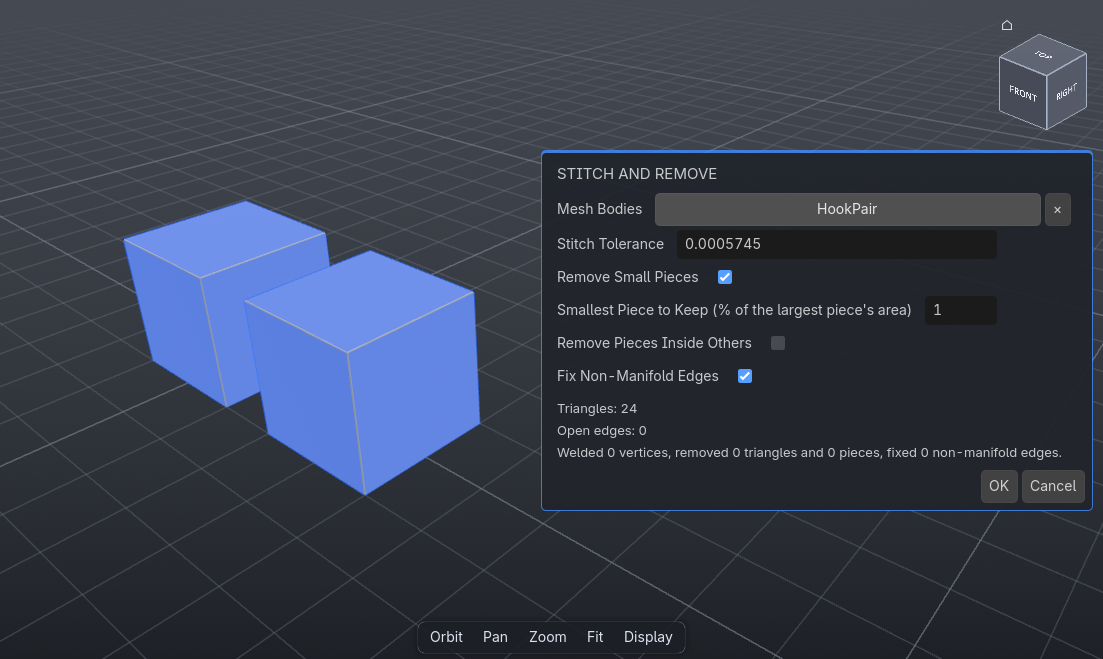 TOP
FRONT
RIGHT
STITCH AND REMOVE
Mesh Bodies HookPair ×
Stitch Tolerance 0.0005745
Remove Small Pieces
Smallest Piece to Keep (% of the largest piece's area) 1
Remove Pieces Inside Others
Fix Non-Manifold Edges
Triangles: 24
Open edges: 0
Welded 0 vertices, removed 0 triangles and 0 pieces, fixed 0 non-manifold edges.
OK Cancel
Orbit Pan Zoom Fit Display